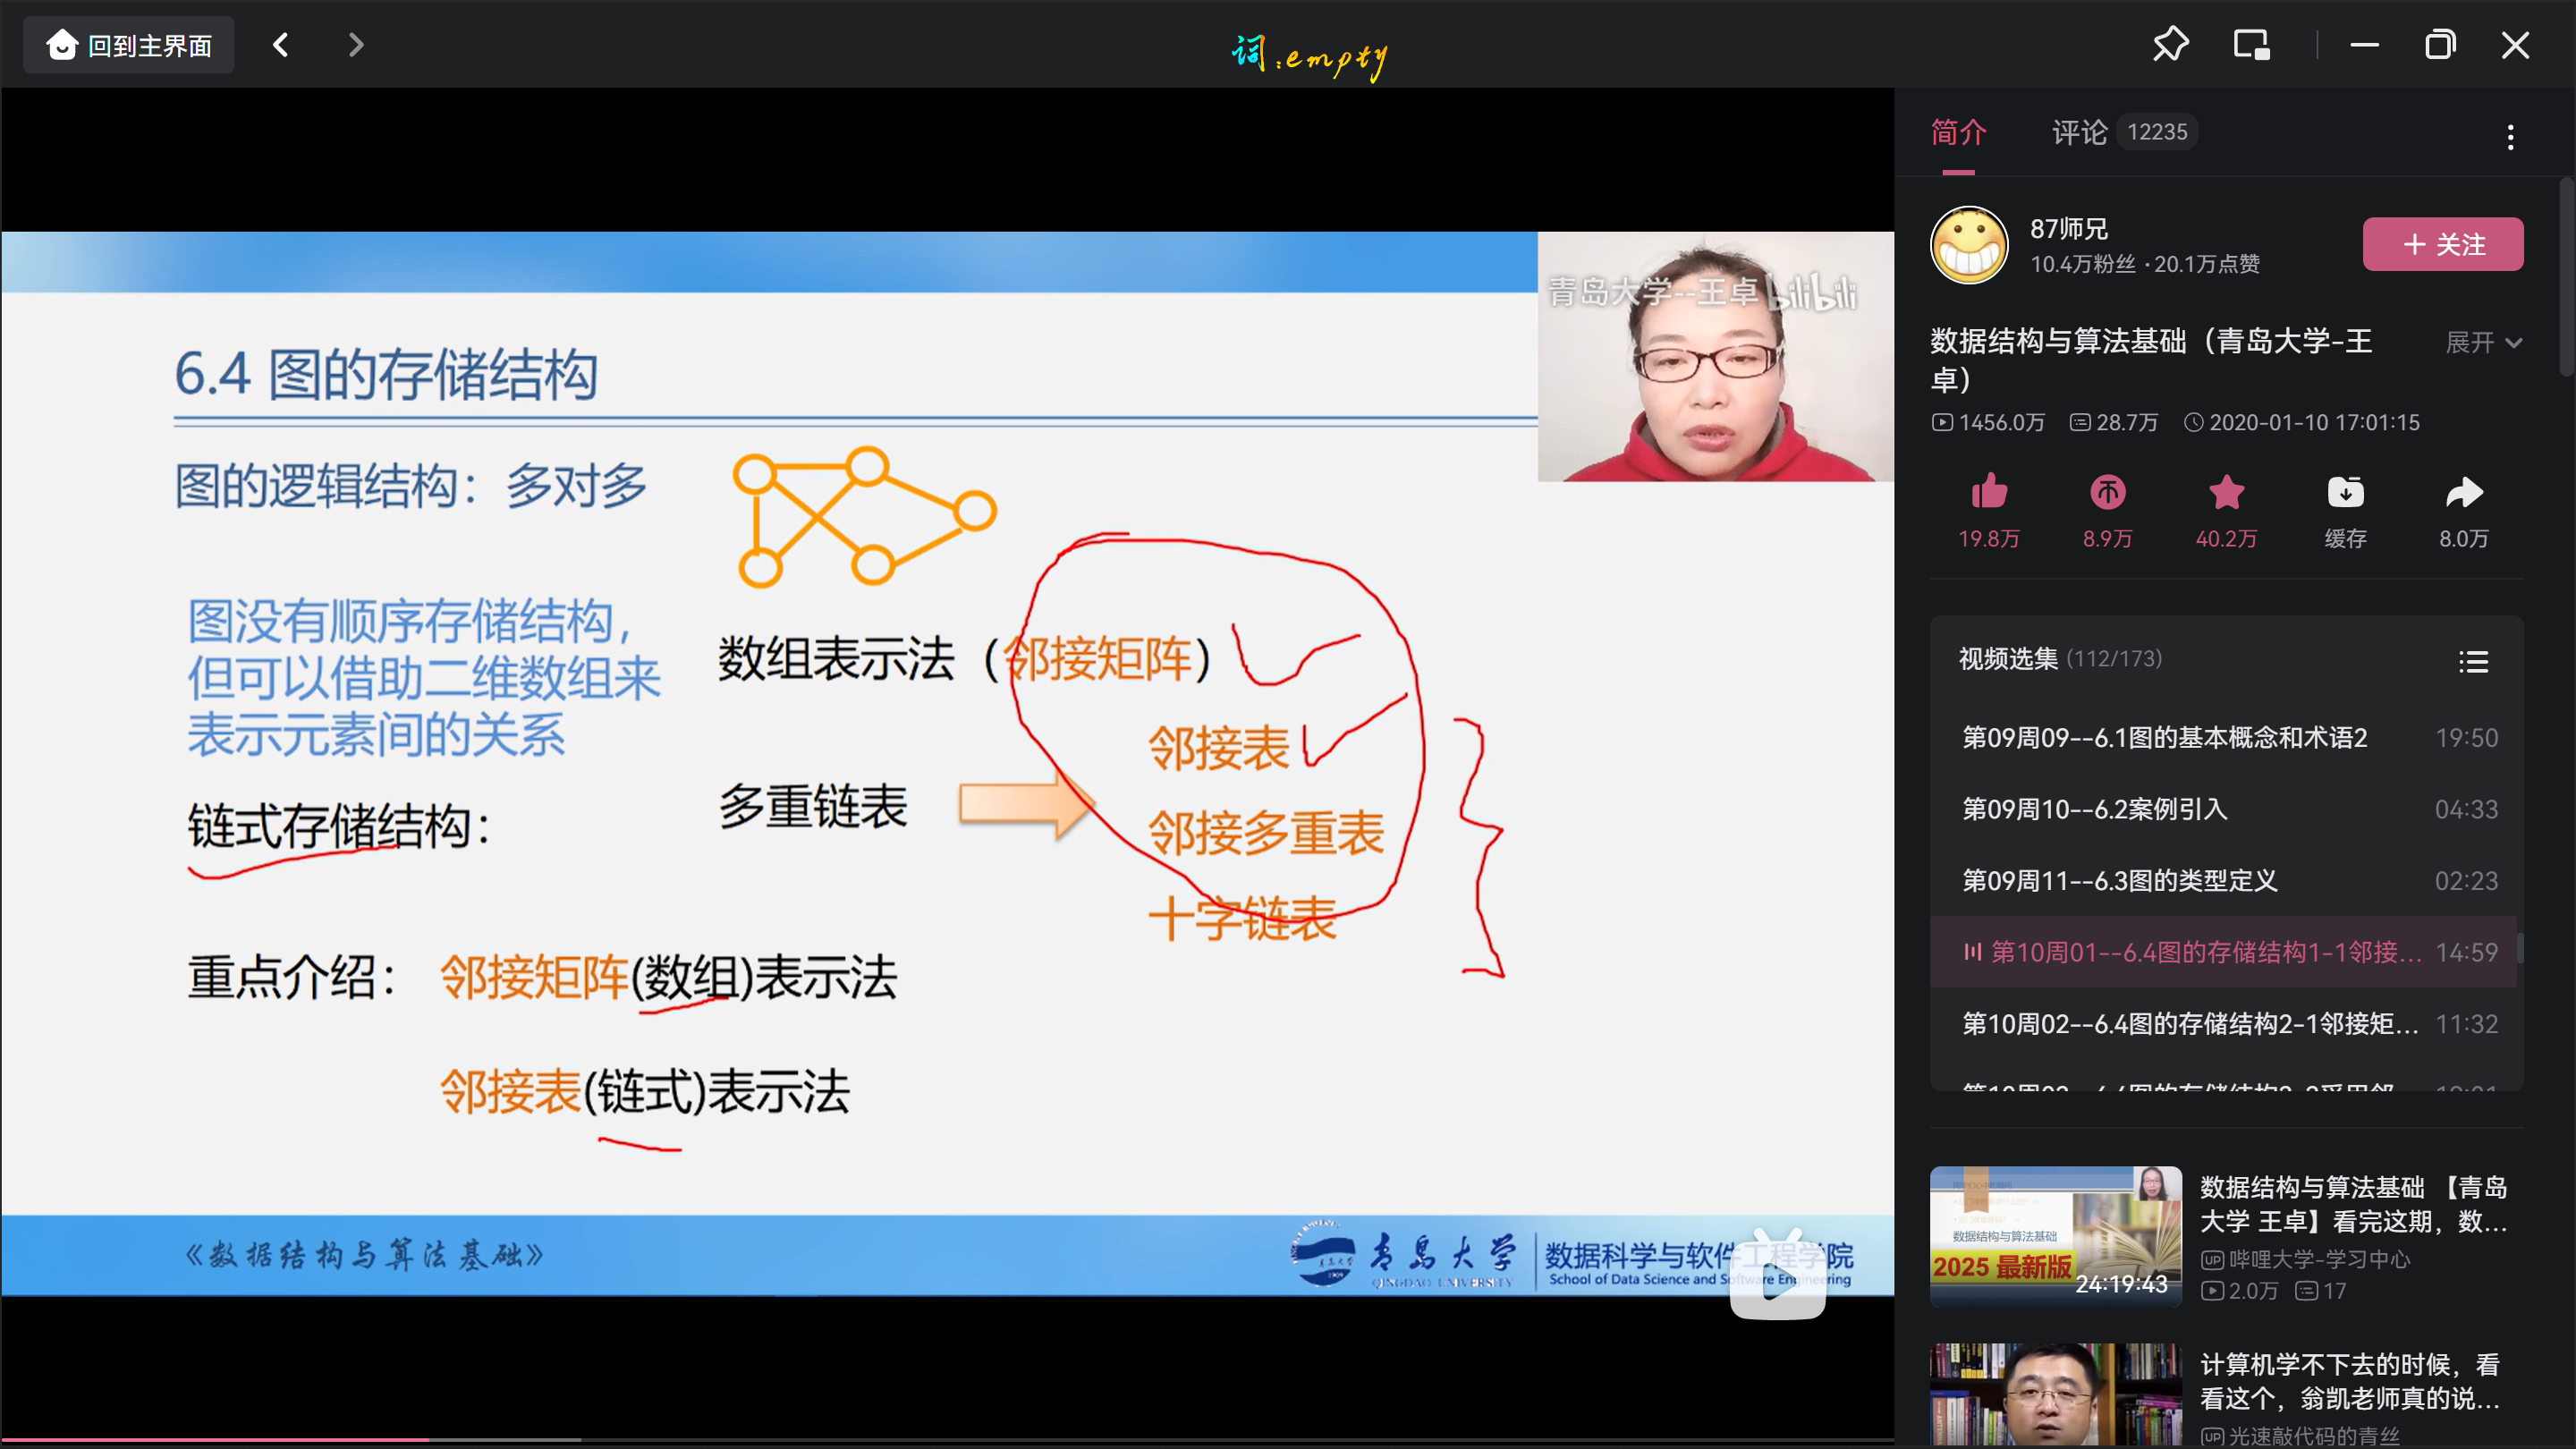 回到主界面
词.empty
6.4 图的存储结构
青岛大学--王卓 bilibili
图的逻辑结构：多对多
图没有顺序存储结构，
但可以借助二维数组来
表示元素间的关系
数组表示法（邻接矩阵）
链式存储结构：
多重链表
邻接表
邻接多重表
十字链表
重点介绍：
邻接矩阵(数组)表示法
邻接表(链式)表示法
《数据结构与算法基础》
青岛大学
QINGDAO UNIVERSITY
数据科学与软件工程学院
School of Data Science and Software Engineering
简介
评论 12235
87师兄
10.4万粉丝 · 20.1万点赞
关注
数据结构与算法基础（青岛大学-王
卓）
展开
1456.0万 28.7万 2020-01-10 17:01:15
19.8万 8.9万 40.2万 缓存 8.0万
视频选集 (112/173)
第09周09--6.1图的基本概念和术语2 19:50
第09周10--6.2案例引入 04:33
第09周11--6.3图的类型定义 02:23
第10周01--6.4图的存储结构1-1邻接... 14:59
第10周02--6.4图的存储结构2-1邻接矩... 11:32
数据结构与算法基础
2025 最新版
24:19:43
数据结构与算法基础 【青岛
大学 王卓】看完这期，数...
UP 哔哩大学-学习中心
2.0万 17
计算机学不下去的时候，看
看这个，翁凯老师真的说...
UP 光速敲代码的青丝